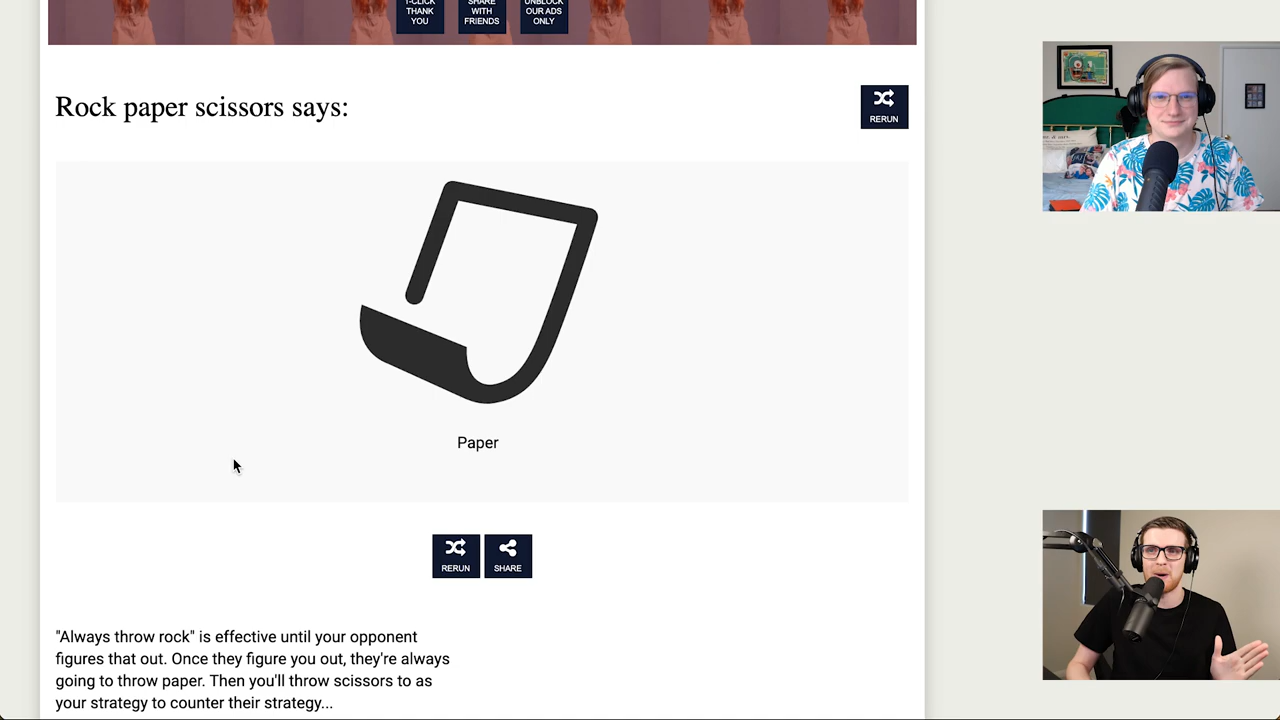 1-CLICK
THANK
YOU
SHARE
WITH
FRIENDS
UNBLOCK
OUR ADS
ONLY
Rock paper scissors says:
RERUN
Paper
RERUN
SHARE
"Always throw rock" is effective until your opponent
figures that out. Once they figure you out, they're always
going to throw paper. Then you'll throw scissors to as
your strategy to counter their strategy...